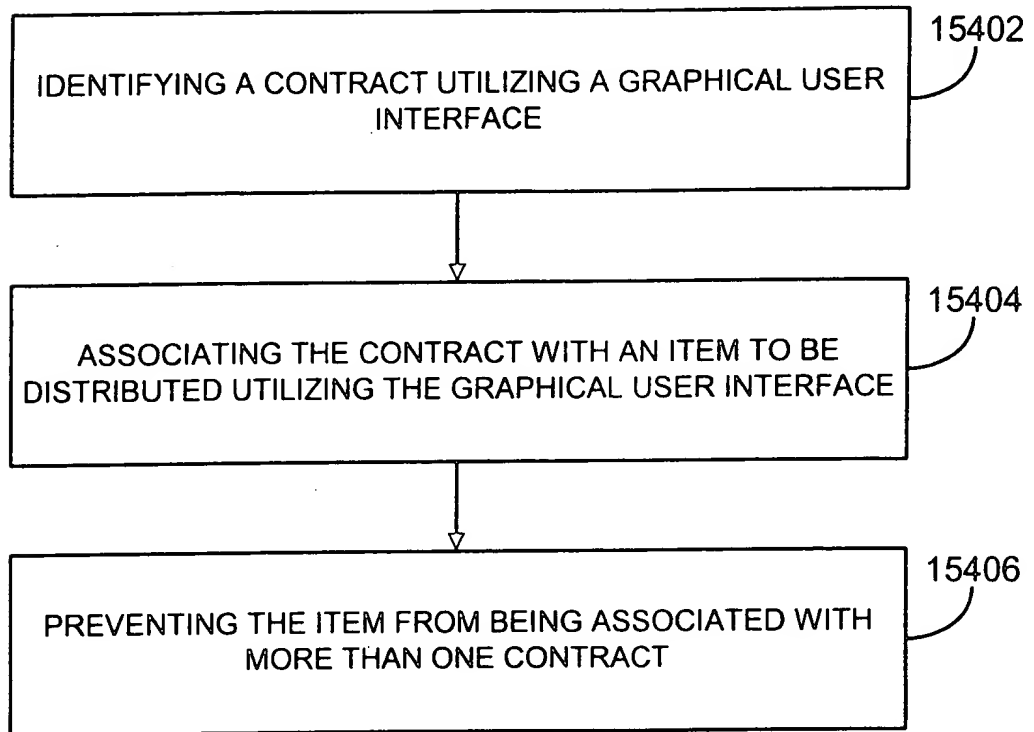 15402
IDENTIFYING A CONTRACT UTILIZING A GRAPHICAL USER
INTERFACE
15404
ASSOCIATING THE CONTRACT WITH AN ITEM TO BE
DISTRIBUTED UTILIZING THE GRAPHICAL USER INTERFACE
15406
PREVENTING THE ITEM FROM BEING ASSOCIATED WITH
MORE THAN ONE CONTRACT